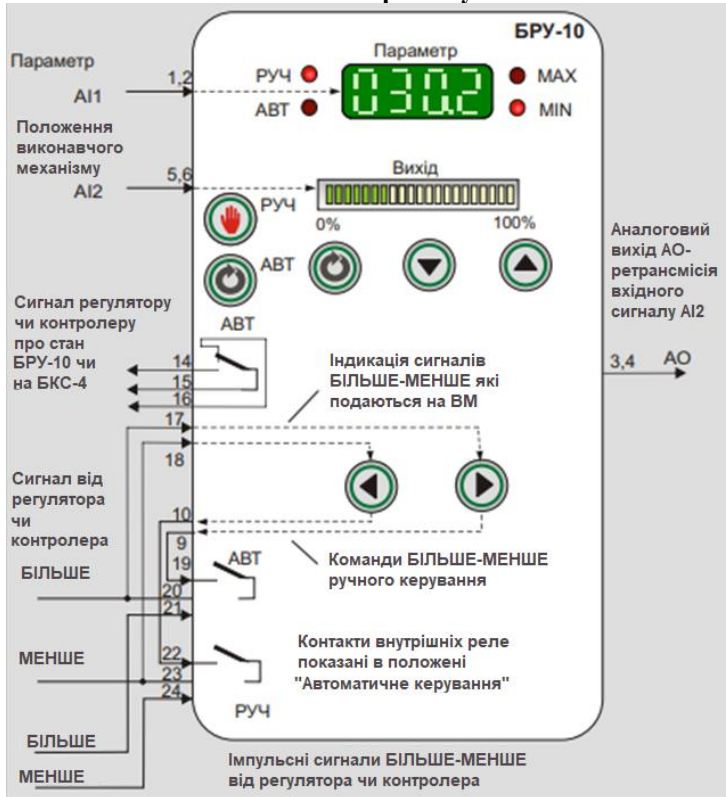 БРУ-10
Параметр
Параметр
1,2
AI1
РУЧ
АВТ
030.2
MAX
MIN
Положення
виконавчого
механізму
AI2
5,6
Вихід
0%
100%
РУЧ
АВТ
АВТ
Аналоговий
вихід АО-
ретрансмісія
вхідного
сигналу AI2
3,4
АО
Сигнал регулятору
чи контролеру
про стан
БРУ-10 чи
на БКС-4
14
15
16
17
18
Індикація сигналів
БІЛЬШЕ-МЕНШЕ які
подаються на ВМ
Сигнал від
регулятора
чи
контролера
БІЛЬШЕ
10
9
19
20
21
АВТ
Команди БІЛЬШЕ-МЕНШЕ
ручного керування
МЕНШЕ
22
23
24
РУЧ
Контакти внутрішніх реле
показані в положені
"Автоматичне керування"
БІЛЬШЕ
МЕНШЕ
Імпульсні сигнали БІЛЬШЕ-МЕНШЕ
від регулятора чи контролера